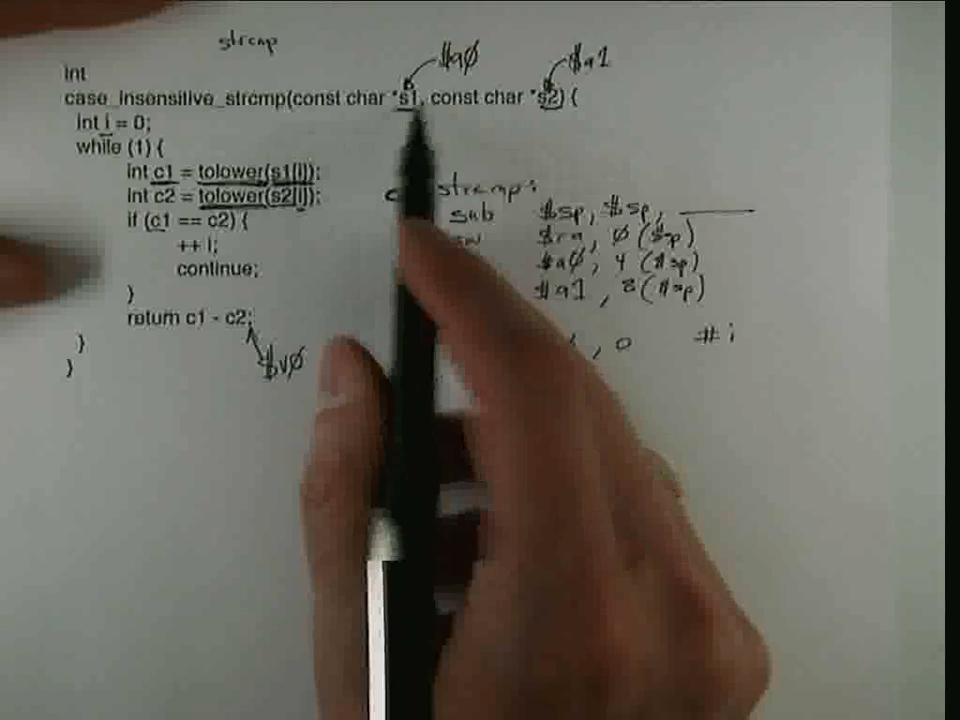 strcmp
$a0 $a1
int
case_insensitive_strcmp(const char *s1, const char *s2) {
int i = 0;
while (1) {
int c1 = tolower(s1[i]);
int c2 = tolower(s2[i]);
if (c1 == c2) {
++ i;
continue;
}
return c1 - c2;
}
}
$v0
strcmp:
sub $sp, $sp,
sw $ra, 0($sp)
$a0, 4($sp)
$a1, 8($sp)
, 0 # i